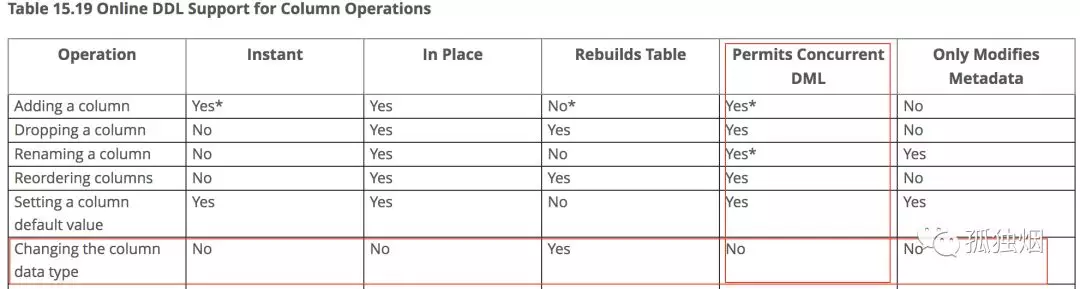 Table 15.19 Online DDL Support for Column Operations
Operation Instant In Place Rebuilds Table Permits Concurrent DML Only Modifies Metadata
Adding a column Yes* Yes No* Yes* No
Dropping a column No Yes Yes Yes No
Renaming a column No Yes No Yes* Yes
Reordering columns No Yes Yes Yes No
Setting a column default value Yes Yes No Yes Yes
Changing the column data type No No Yes No No
孤独烟